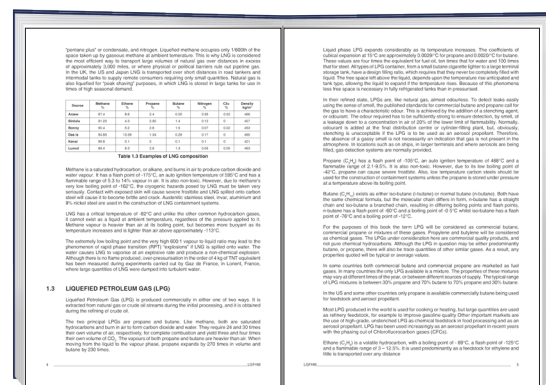 "pentane plus" or condensate, and nitrogen. Liquefied methane occupies only 1/600th of the
space taken up by gaseous methane at ambient temperature. This is why LNG is considered
the most efficient way to transport large volumes of natural gas over distances in excess
of approximately 3,000 miles, or where physical or political barriers rule out pipeline gas.
In the UK, the US and Japan LNG is transported over short distances in road tankers and
intermodal tanks to supply remote consumers requiring only small quantities. Natural gas is
also liquefied for "peak shaving" purposes, in which LNG is stored in large tanks for use in
times of high seasonal demand.
Source Methane % Ethane % Propane % Butane % Nitrogen % C5+ % Density kg/m³
Table 1.3 Examples of LNG composition
Methane is a saturated hydrocarbon, or alkane, and burns in air to produce carbon dioxide and
water vapour. It has a flash point of -175°C, an auto ignition temperature of 595°C and has a
flammable range of 5.3 to 14% vapour in air. It is also non-toxic. However, due to methane's
very low boiling point of -162°C, the cryogenic hazards posed by LNG must be taken very
seriously. Contact with exposed skin will cause severe frostbite and LNG spilled onto carbon
steel will cause it to become brittle and crack. Austenitic stainless steel, invar, aluminium and
9% nickel steel are used in the construction of LNG containment systems.
LNG has a critical temperature of -82°C and unlike the other common hydrocarbon gases,
it cannot exist as a liquid at ambient temperatures, regardless of the pressure applied to it.
Methane vapour is heavier than air at its boiling point, but becomes more buoyant as its
temperature increases and is lighter than air above approximately -110°C.
The extremely low boiling point and the very high 600:1 vapour to liquid ratio may lead to the
phenomenon of rapid phase transition (RPT) "explosions" if LNG is spilled onto water. The
water causes LNG to vaporise at an explosive rate and produce a non-chemical explosion.
Although there is no flame produced, over-pressurisation in the order of 4 kg of TNT equivalent
has been measured during experiments carried out by Gaz de France, in Lorient, France,
where large quantities of LNG were dumped into turbulent water.
1.3 LIQUEFIED PETROLEUM GAS (LPG)
Liquefied Petroleum Gas (LPG) is produced commercially in either one of two ways. It is
extracted from natural gas or crude oil streams during the initial processing, and it is obtained
during the refining of crude oil.
The two principal LPGs are propane and butane. Like methane, both are saturated
hydrocarbons and burn in air to form carbon dioxide and water. They require 24 and 30 times
their own volume of air, respectively, for complete combustion and yield three and four times
their own volume of CO₂. The vapours of both propane and butane are heavier than air. When
moving from the liquid to the vapour phase, propane expands by 270 times in volume and
butane by 230 times.
4
Liquid phase LPG expands considerably as its temperature increases. The coefficients of
cubical expansion at 15°C are approximately 0.0009/°C for propane and 0.0020/°C for butane.
These values are four times the equivalent for fuel oil, ten times that for water and 100 times
that for steel. All types of LPG container, from a small butane cigarette lighter to a large terminal
storage tank, have a design filling ratio, which requires that they never be completely filled with
liquid. The free space left above the liquid, depends upon the temperature rise anticipated and
tank type, allowing the liquid to expand if the temperature rises. Because of this phenomena
less free space is necessary in fully refrigerated tanks than in pressurised.
In their refined state, LPGs are, like natural gas, almost odourless. To detect leaks easily
using the sense of smell, the published standards for commercial butane and propane call for
the gas to have a characteristic odour. This is achieved by the addition of a stenching agent,
or odourant. The odour required has to be sufficiently strong to ensure detection, by smell, of
a leakage down to a concentration in air of 20% of the lower limit of flammability. Normally,
odourant is added at the final distribution centre or cylinder-filling plant, but, obviously,
stenching is unacceptable if the LPG is to be used as an aerosol propellant. Therefore,
the absence of a gassy smell is not necessarily an indication that gas is not present in the
atmosphere. In locations such as on ships, in larger terminals and where aerosols are being
filled, gas detection systems are normally provided.
Propane (C₃H₈) has a flash point of -105°C, an auto ignition temperature of 468°C and a
flammable range of 2.1-9.5%. It is also non-toxic. However, due to its low boiling point of
-42°C, propane can cause severe frostbite. Also, low temperature carbon steels should be
used for the construction of containment systems unless the propane is stored under pressure
at a temperature above its boiling point.
Butane (C₄H₁₀) exists as either iso-butane (i-butane) or normal butane (n-butane). Both have
the same chemical formula, but the molecular chain differs in form, n-butane has a straight
chain and iso-butane a branched chain, resulting in differing boiling points and flash points.
n-butane has a flash point of -60°C and a boiling point of -0.5°C whilst iso-butane has a flash
point of -76°C and a boiling point of -12°C.
For the purposes of this book the term LPG will be considered as commercial butane,
commercial propane or mixtures of these gases. Propylene and butylene will be considered
as chemical gases. The LPGs under consideration here are commercial quality products, and
not pure chemical hydrocarbons. Although the LPG in question may be either predominantly
butane, or propane, there will also be trace quantities of other similar gases. As a result, any
properties quoted will be typical or average values.
In some countries both commercial butane and commercial propane are marketed as fuel
gases. In many countries the only LPG available is a mixture. The properties of these mixtures
may vary at different times of the year, or between different sources of supply. The typical range
of LPG mixtures is between 30% propane and 70% butane to 70% propane and 30% butane.
In the US and some other countries only propane is available commercially butane being used
for feedstock and aerosol propellant.
Most LPG produced in the world is used for cooking or heating, but large quantities are used
as refinery feedstock, for example to improve gasoline quality. Other important markets are
the use of high-grade, unstenched LPG as chemical feedstock in food processing and as an
aerosol propellant. LPG has been used increasingly as an aerosol propellant in recent years
with the phasing out of Chlorofluorocarbon gases (CFCs).
Ethane (C₂H₆) is a volatile hydrocarbon, with a boiling point of - 89°C, a flash point of -125°C
and a flammable range of 3 – 12.5%. It is used predominantly as a feedstock for ethylene and
little is transported over any distance
5